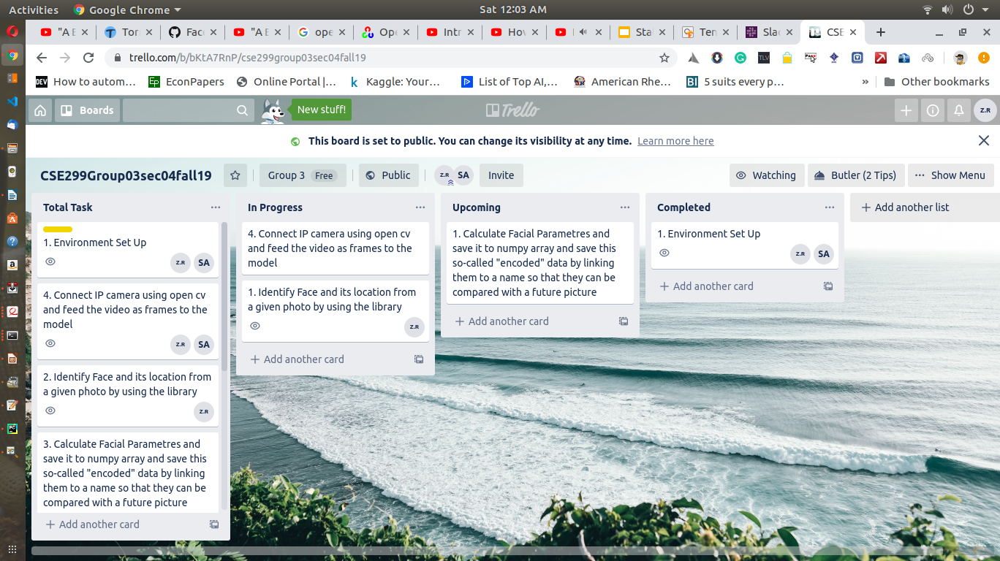 Activities
Google Chrome
Sat 12:03 AM
"A E
Torr
Face
"A E
ope
Ope
Intr
Hov
Sta
Ten
Slac
CSE
trello.com/b/bKtA7RnP/cse299group03sec04fall19
How to autom…
EconPapers
Online Portal |…
Kaggle: Your…
List of Top AI,…
American Rhe…
5 suits every p…
»
Other bookmarks
Boards
New stuff!
Trello
Z.R
This board is set to public. You can change its visibility at any time. Learn more here
CSE299Group03sec04fall19
Group 3 Free
Public
Z.R SA
Invite
Watching
Butler (2 Tips)
Show Menu
Total Task
1. Environment Set Up
Z.R SA
4. Connect IP camera using open cv
and feed the video as frames to the
model
Z.R SA
2. Identify Face and its location from
a given photo by using the library
Z.R
3. Calculate Facial Parametres and
save it to numpy array and save this
so-called "encoded" data by linking
them to a name so that they can be
compared with a future picture
+ Add another card
In Progress
4. Connect IP camera using open cv
and feed the video as frames to the
model
1. Identify Face and its location from
a given photo by using the library
Z.R
+ Add another card
Upcoming
1. Calculate Facial Parametres and
save it to numpy array and save this
so-called "encoded" data by linking
them to a name so that they can be
compared with a future picture
+ Add another card
Completed
1. Environment Set Up
Z.R SA
+ Add another card
+ Add another list